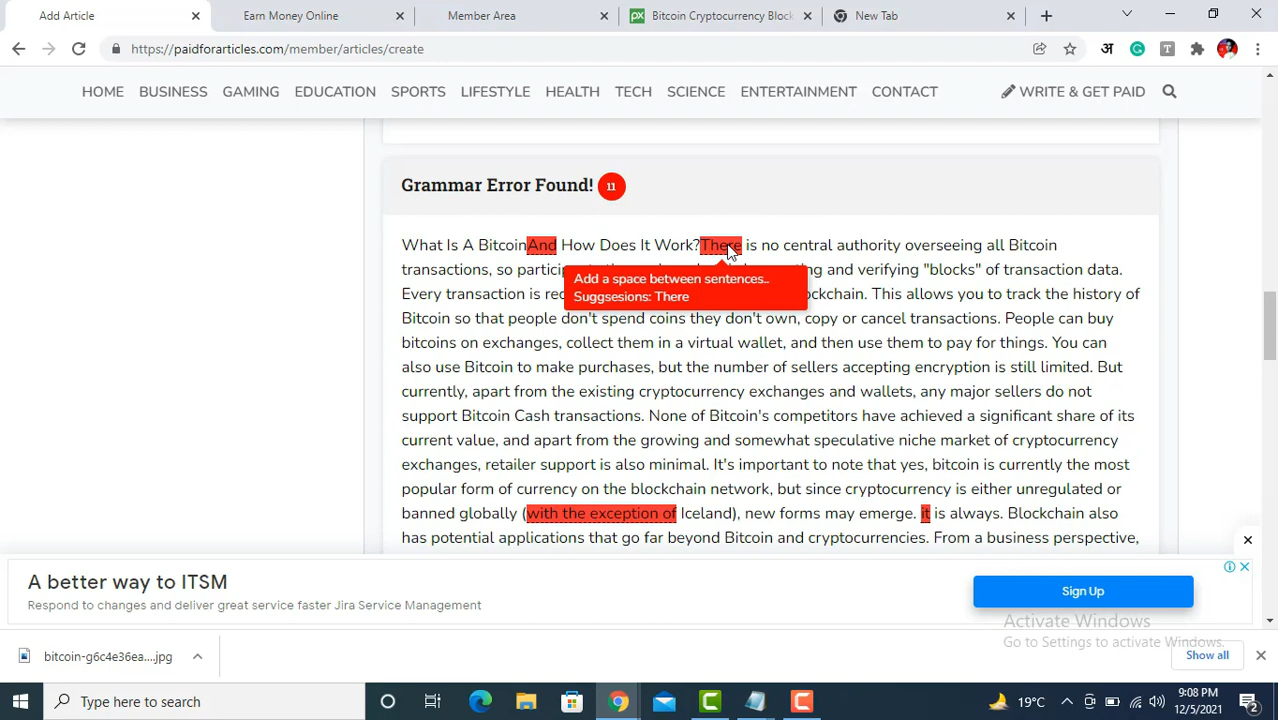 Add Article
Earn Money Online
Member Area
Bitcoin Cryptocurrency Block
New Tab
https://paidforarticles.com/member/articles/create
अ
HOME BUSINESS GAMING EDUCATION SPORTS LIFESTYLE HEALTH TECH SCIENCE ENTERTAINMENT CONTACT WRITE & GET PAID
Grammar Error Found! 11
What Is A BitcoinAnd How Does It Work?There is no central authority overseeing all Bitcoin
transactions, so ting and verifying "blocks" of transaction data.
Add a space between sentences..
Suggsesions: There
Every transaction is ockchain. This allows you to track the history of
Bitcoin so that people don't spend coins they don't own, copy or cancel transactions. People can buy
bitcoins on exchanges, collect them in a virtual wallet, and then use them to pay for things. You can
also use Bitcoin to make purchases, but the number of sellers accepting encryption is still limited. But
currently, apart from the existing cryptocurrency exchanges and wallets, any major sellers do not
support Bitcoin Cash transactions. None of Bitcoin's competitors have achieved a significant share of its
current value, and apart from the growing and somewhat speculative niche market of cryptocurrency
exchanges, retailer support is also minimal. It's important to note that yes, bitcoin is currently the most
popular form of currency on the blockchain network, but since cryptocurrency is either unregulated or
banned globally (with the exception of Iceland), new forms may emerge. it is always. Blockchain also
has potential applications that go far beyond Bitcoin and cryptocurrencies. From a business perspective,
A better way to ITSM
Respond to changes and deliver great service faster Jira Service Management
Sign Up
Activate Windows
Go to Settings to activate Windows.
bitcoin-g6c4e36ea....jpg
Show all
Type here to search
19°C
9:08 PM
12/5/2021
2